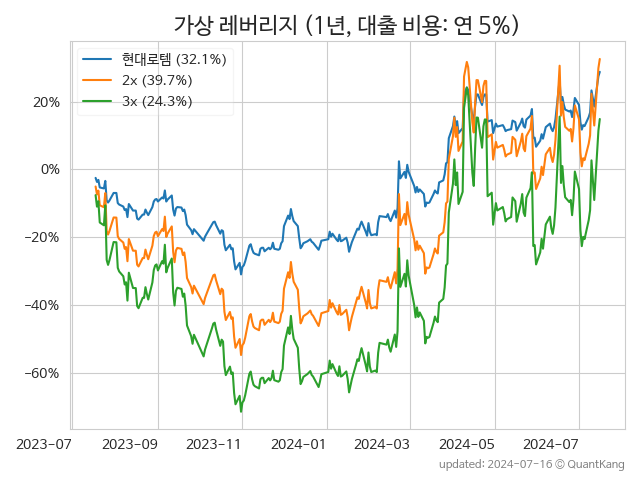 가상 레버리지 (1년, 대출 비용: 연 5%)
현대로템 (32.1%)
2x (39.7%)
3x (24.3%)
20%
0%
−20%
−40%
−60%
2023-07 2023-09 2023-11 2024-01 2024-03 2024-05 2024-07
updated: 2024-07-16 © QuantKang